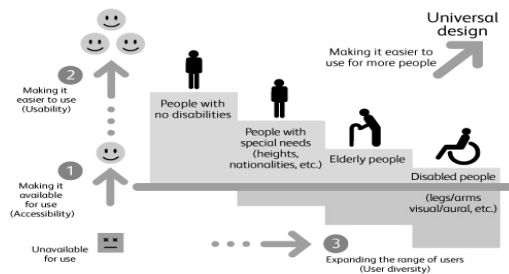 Universal
design
Making it easier to
use for more people
2
Making it
easier to use
(Usability)
People with
no disabilities
People with
special needs
(heights,
nationalities, etc.)
Elderly people
Disabled people
(legs/arms
visual/aural, etc.)
1
Making it
available
for use
(Accessibility)
Unavailable
for use
3
Expanding the range of users
(User diversity)